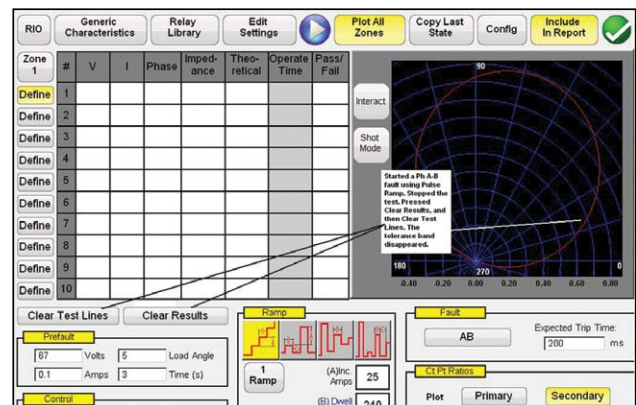 RIO
Generic Characteristics
Relay Library
Edit Settings
Plot All Zones
Copy Last State
Config
Include In Report
Zone 1
# V I Phase Imped-ance Theo-retical Operate Time Pass/Fail
Define 1
Define 2
Define 3
Define 4
Define 5
Define 6
Define 7
Define 8
Define 9
Define 10
Interact
Shot Mode
90
Started a Ph A-B
fault using Pulse
Ramp. Stopped the
test. Pressed
Clear Results, and
then Clear Test
Lines. The
tolerance band
disappeared.
180
270
0
-0.40 0.20 0.00 0.20 0.40 0.60 0.80
Clear Test Lines
Clear Results
Prefault
67 Volts 5 Load Angle
0.1 Amps 3 Time (s)
Control
Ramp
1 Ramp
(A)Inc. Amps 25
(B) Dwell 240
Fault
AB
Expected Trip Time:
200 ms
Ct Pt Ratios
Plot Primary Secondary